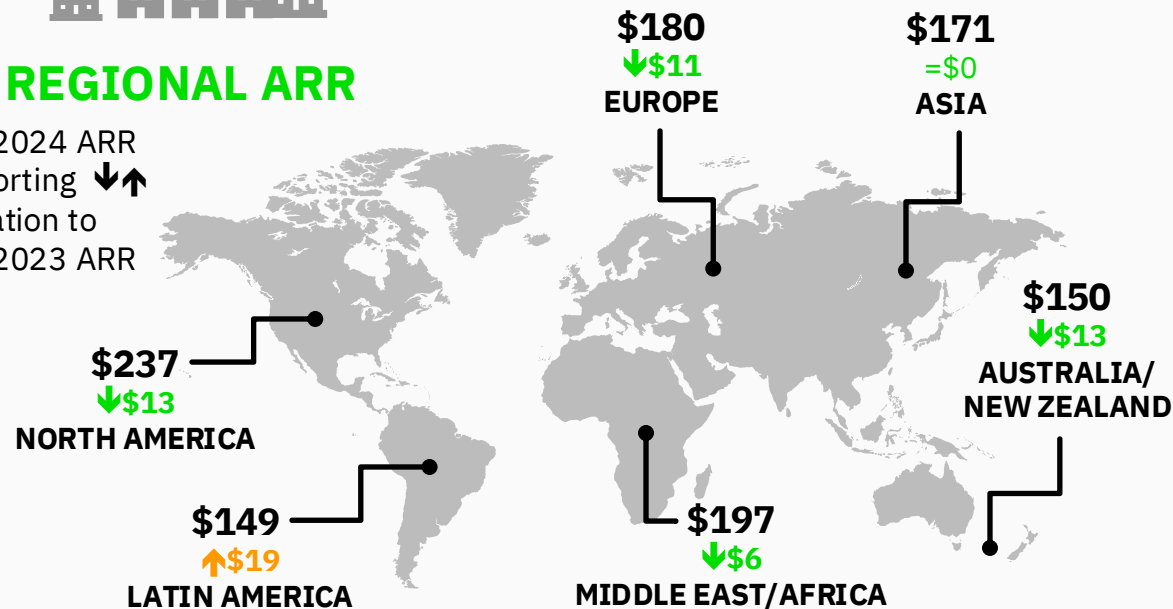 REGIONAL ARR
2024 ARR
orting ↓↑
ation to
2023 ARR
$180
↓$11
EUROPE
$171
=$0
ASIA
$150
↓$13
AUSTRALIA/
NEW ZEALAND
$237
↓$13
NORTH AMERICA
$149
↑$19
LATIN AMERICA
$197
↓$6
MIDDLE EAST/AFRICA